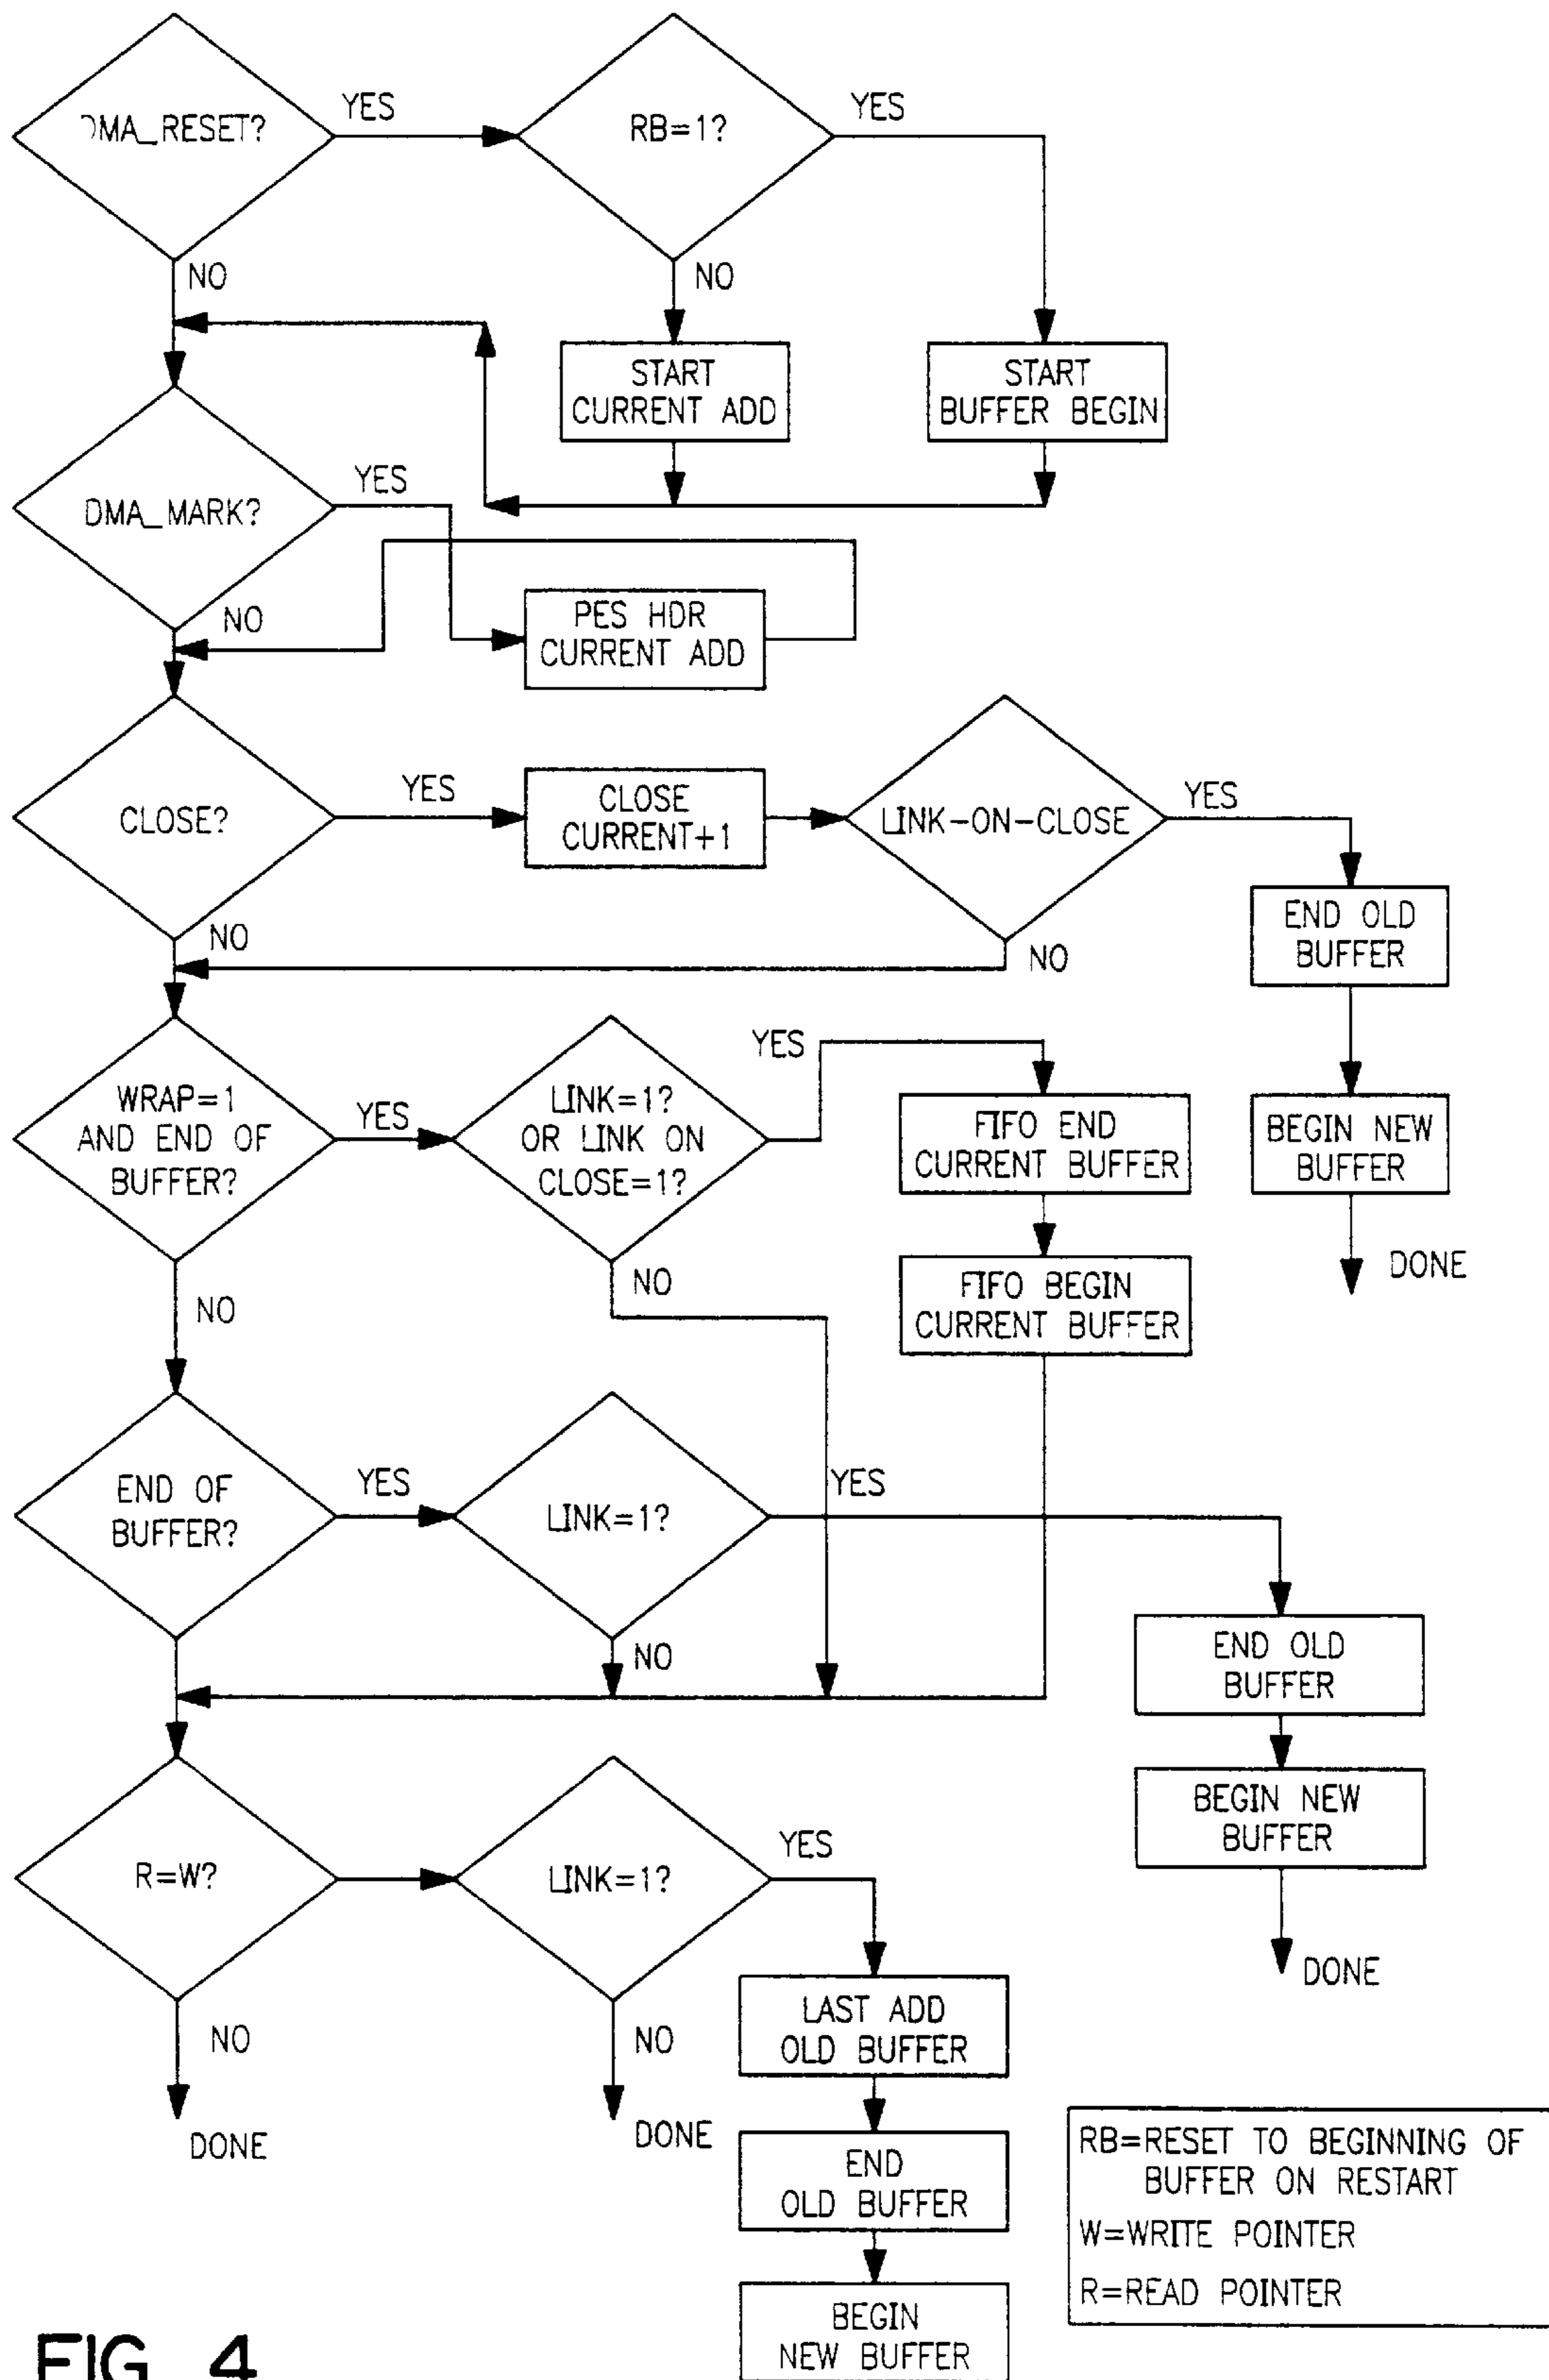 DMA_RESET?
YES
RB=1?
YES
NO
NO
START
CURRENT ADD
START
BUFFER BEGIN
DMA_MARK?
YES
NO
PES HDR
CURRENT ADD
CLOSE?
YES
CLOSE
CURRENT+1
LINK-ON-CLOSE
YES
NO
NO
END OLD
BUFFER
WRAP=1
AND END OF
BUFFER?
YES
LINK=1?
OR LINK ON
CLOSE=1?
YES
FIFO END
CURRENT BUFFER
BEGIN NEW
BUFFER
NO
NO
FIFO BEGIN
CURRENT BUFFER
DONE
END OF
BUFFER?
YES
LINK=1?
YES
NO
END OLD
BUFFER
BEGIN NEW
BUFFER
DONE
R=W?
LINK=1?
YES
NO
DONE
NO
DONE
LAST ADD
OLD BUFFER
END
OLD BUFFER
BEGIN
NEW BUFFER
RB=RESET TO BEGINNING OF
BUFFER ON RESTART
W=WRITE POINTER
R=READ POINTER
FIG. 4